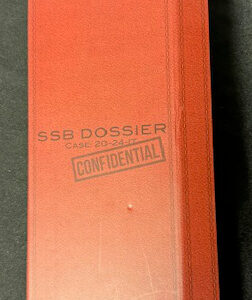 SSB DOSSIER
CASE 20-24-IT
CONFIDENTIAL